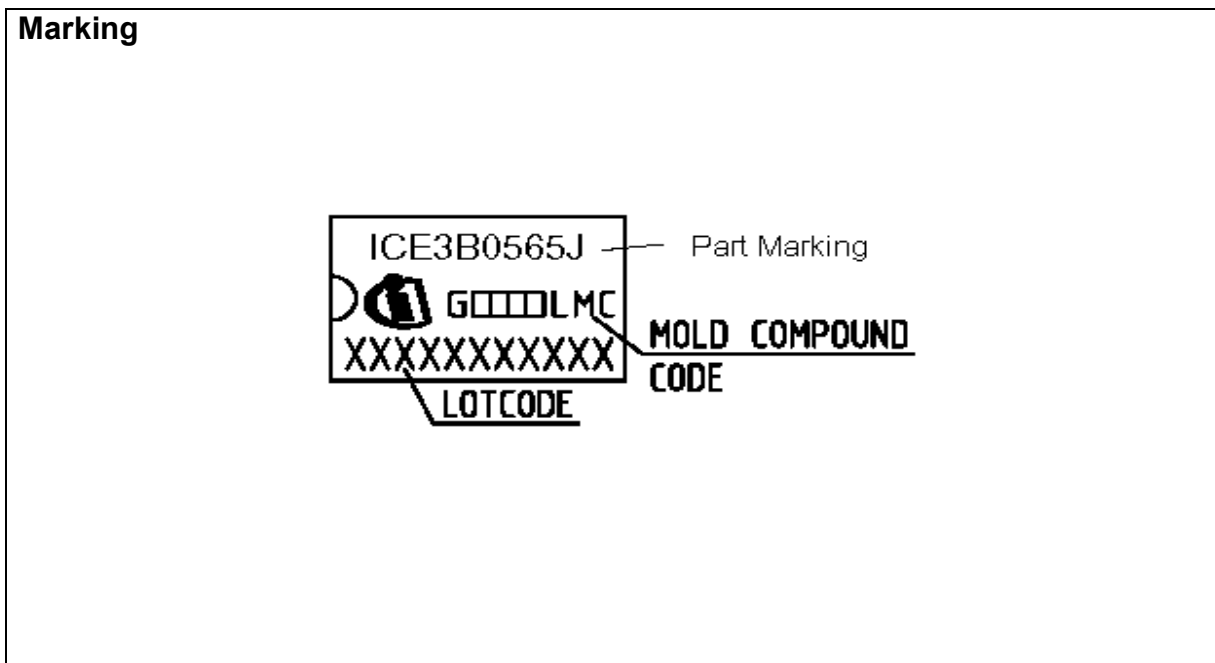 Marking
ICE3B0565J
Part Marking
G□□□□LMC
XXXXXXXXXXX
MOLD COMPOUND
CODE
LOTCODE